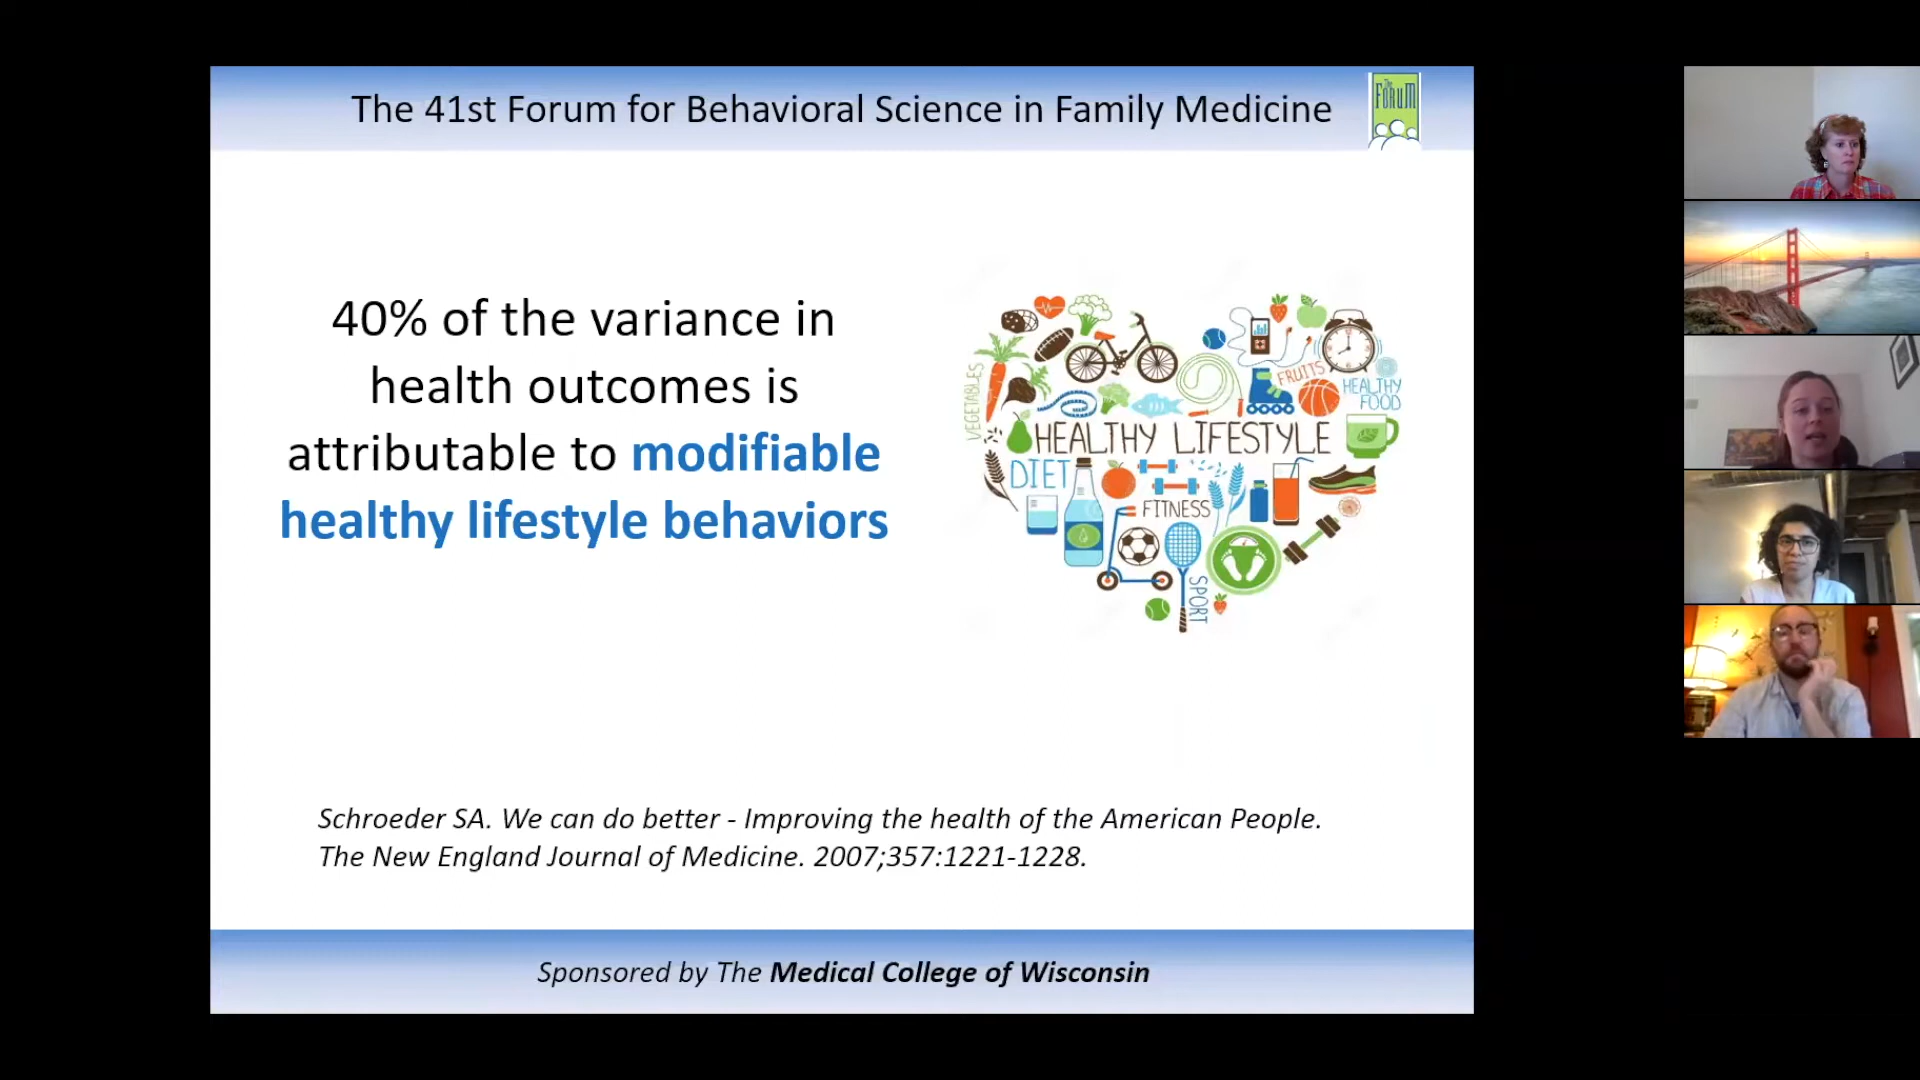 The 41st Forum for Behavioral Science in Family Medicine
The
FORUM
40% of the variance in
health outcomes is
attributable to modifiable
healthy lifestyle behaviors
VEGETABLES
FRUITS
HEALTHY
FOOD
HEALTHY LIFESTYLE
DIET
FITNESS
SPORT
Schroeder SA. We can do better - Improving the health of the American People.
The New England Journal of Medicine. 2007;357:1221-1228.
Sponsored by The Medical College of Wisconsin